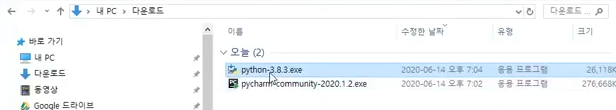 내 PC > 다운로드
다운로드 ...
이름 수정한 날짜 유형 크기
바로 가기
내 PC
다운로드
동영상
Google 드라이브
오늘 (2)
python-3.8.3.exe 2020-06-14 오후 7:04 응용 프로그램 26,118K
pycharm-community-2020.1.2.exe 2020-06-14 오후 7:02 응용 프로그램 276,668K